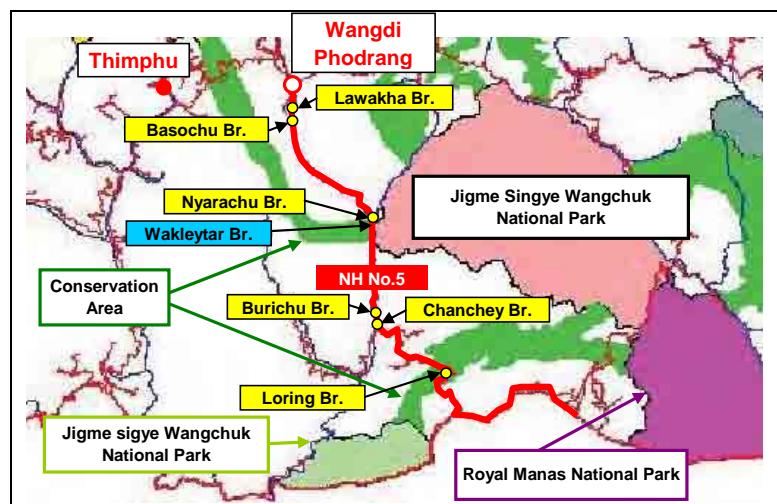 Wangdi
Phodrang
Thimphu
Lawakha Br.
Basochu Br.
Nyarachu Br.
Jigme Singye Wangchuk
National Park
Wakleytar Br.
NH No.5
Conservation
Area
Burichu Br.
Chanchey Br.
Loring Br.
Jigme sigye Wangchuk
National Park
Royal Manas National Park